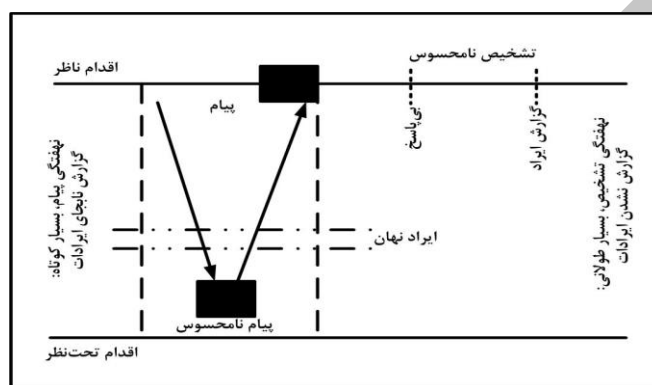 تشخیص نامحسوس
اقدام ناظر
پیام
بی‌پاسخ
گزارش ایراد
نهفتگی تشخیص، بسیار طولانی:
گزارش نشدن ایرادات
نهفتگی پیام، بسیار کوتاه:
گزارش نابجای ایرادات
ایراد نهان
پیام نامحسوس
اقدام تحت‌نظر